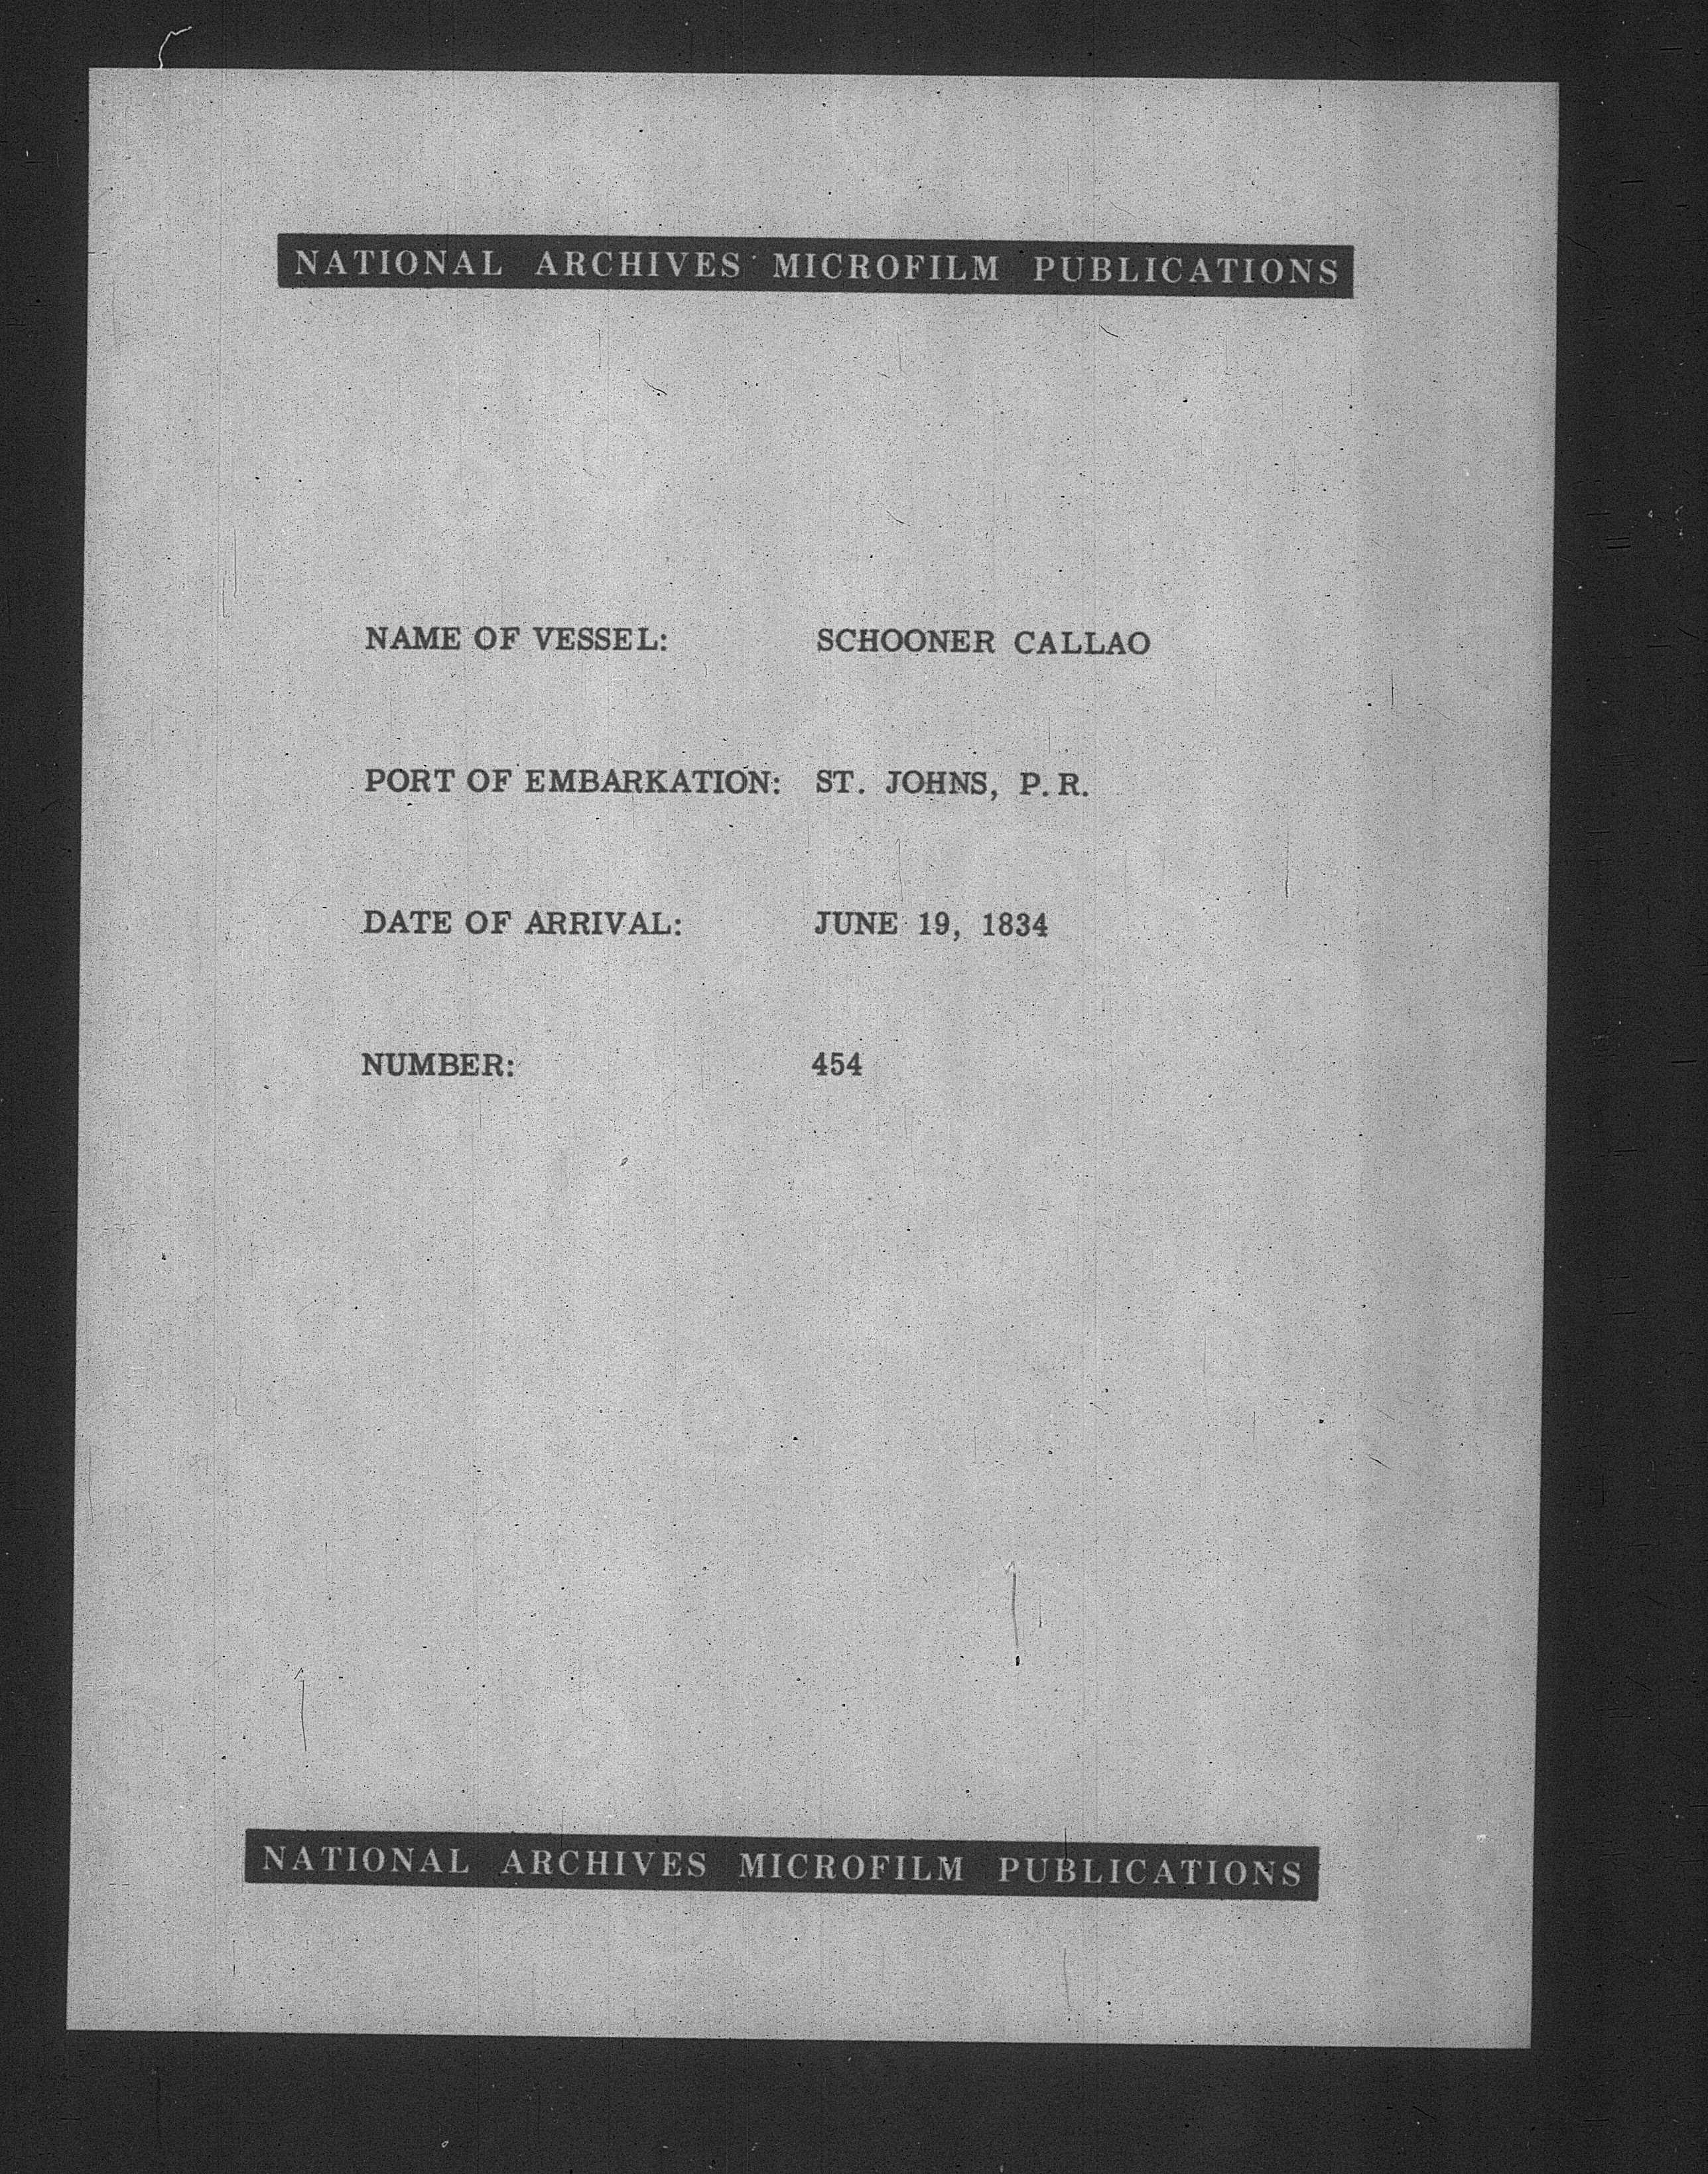 NATIONAL ARCHIVES MICROFILM PUBLICATIONS
NAME OF VESSEL: SCHOONER CALLAO
PORT OF EMBARKATION: ST. JOHNS, P. R.
DATE OF ARRIVAL: JUNE 19, 1834
NUMBER: 454
NATIONAL ARCHIVES MICROFILM PUBLICATIONS